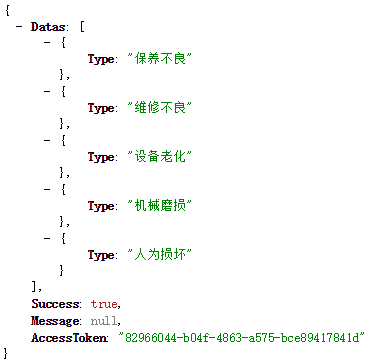 {
- Datas: [
- {
Type: "保养不良"
},
- {
Type: "维修不良"
},
- {
Type: "设备老化"
},
- {
Type: "机械磨损"
},
- {
Type: "人为损坏"
}
],
Success: true,
Message: null,
AccessToken: "82966044-b04f-4863-a575-bce89417841d"
}